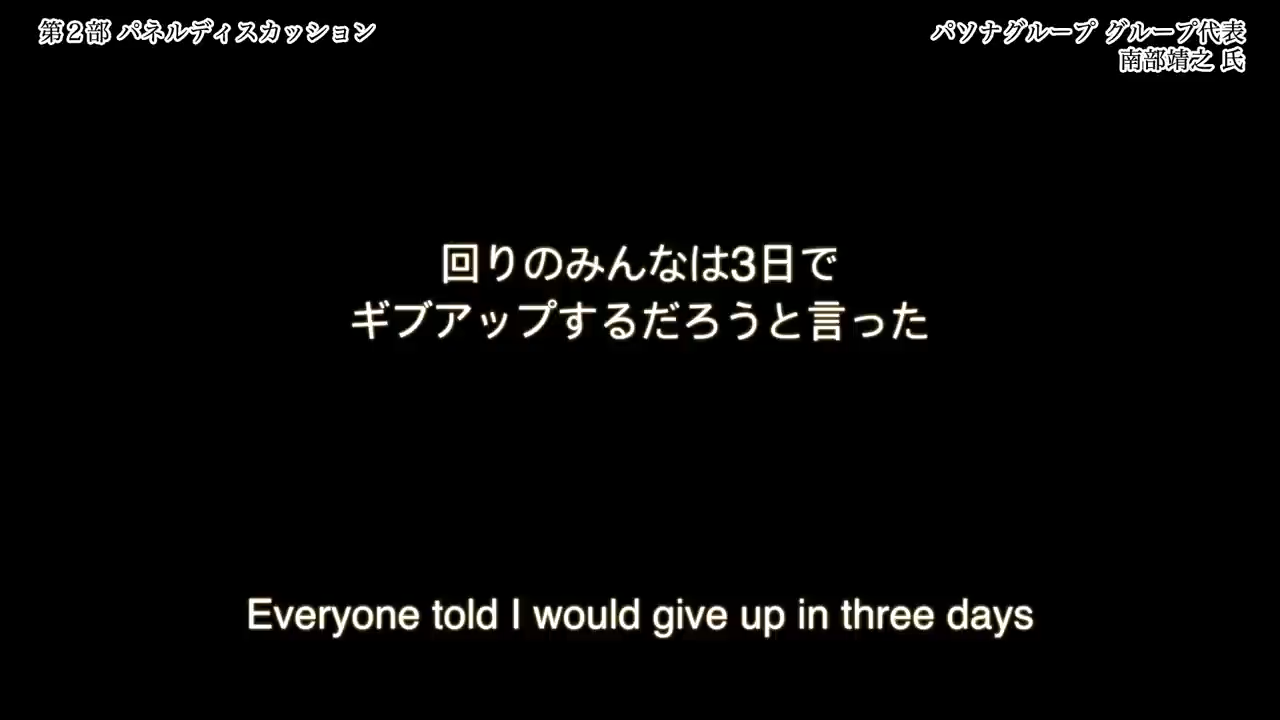 第2部 パネルディスカッション
パソナグループ グループ代表
南部靖之 氏
回りのみんなは3日で
ギブアップするだろうと言った
Everyone told I would give up in three days